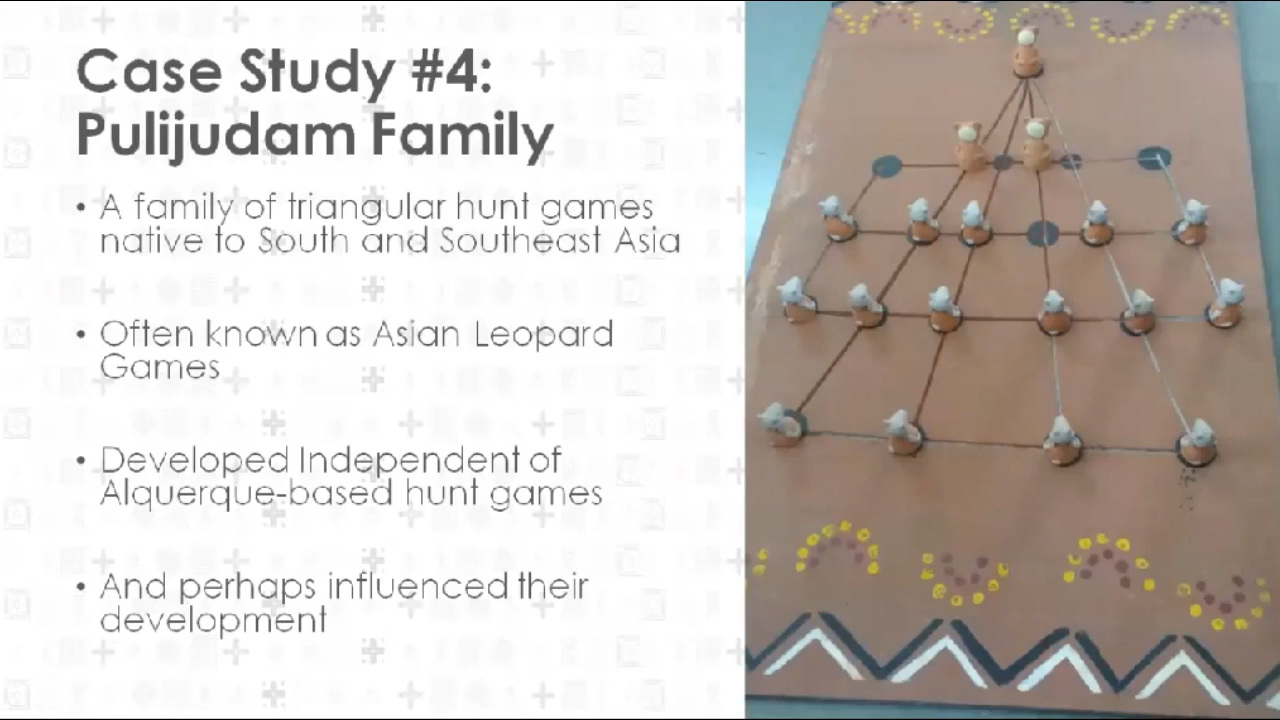 Case Study #4:
Pulijudam Family
• A family of triangular hunt games
native to South and Southeast Asia
• Often known as Asian Leopard
Games
• Developed Independent of
Alquerque-based hunt games
• And perhaps influenced their
development